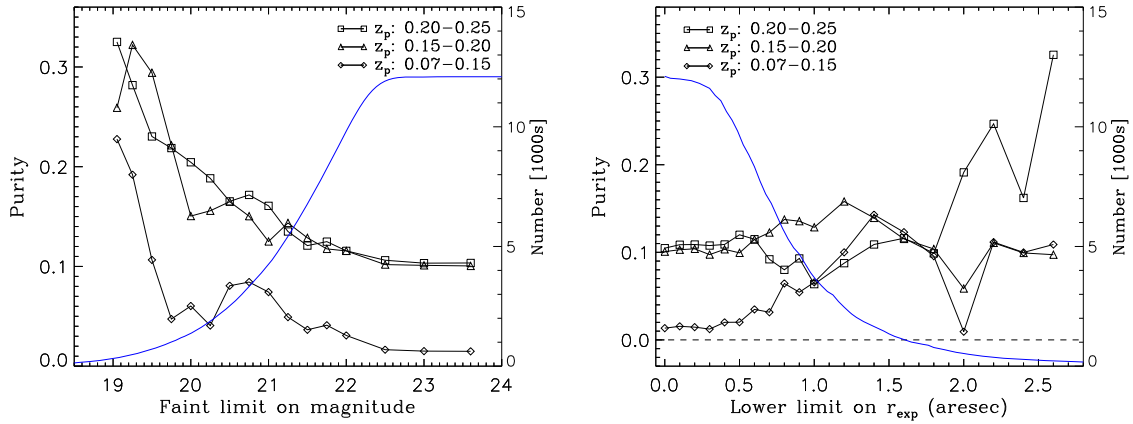 z_p: 0.20−0.25
z_p: 0.15−0.20
z_p: 0.07−0.15
Purity
0.3
0.2
0.1
0.0
15
10
5
0
Number [1000s]
19 20 21 22 23 24
Faint limit on magnitude
z_p: 0.20−0.25
z_p: 0.15−0.20
z_p: 0.07−0.15
Purity
0.3
0.2
0.1
0.0
15
10
5
0
Number [1000s]
0.0 0.5 1.0 1.5 2.0 2.5
Lower limit on r_exp (aresec)